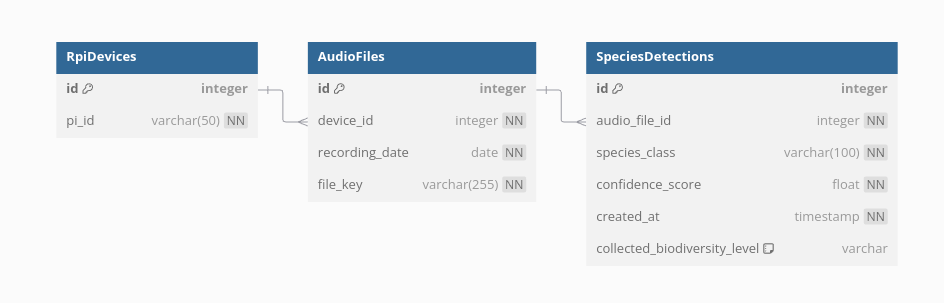 RpiDevices
id integer
pi_id varchar(50) NN
AudioFiles
id integer
device_id integer NN
recording_date date NN
file_key varchar(255) NN
SpeciesDetections
id integer
audio_file_id integer NN
species_class varchar(100) NN
confidence_score float NN
created_at timestamp NN
collected_biodiversity_level varchar